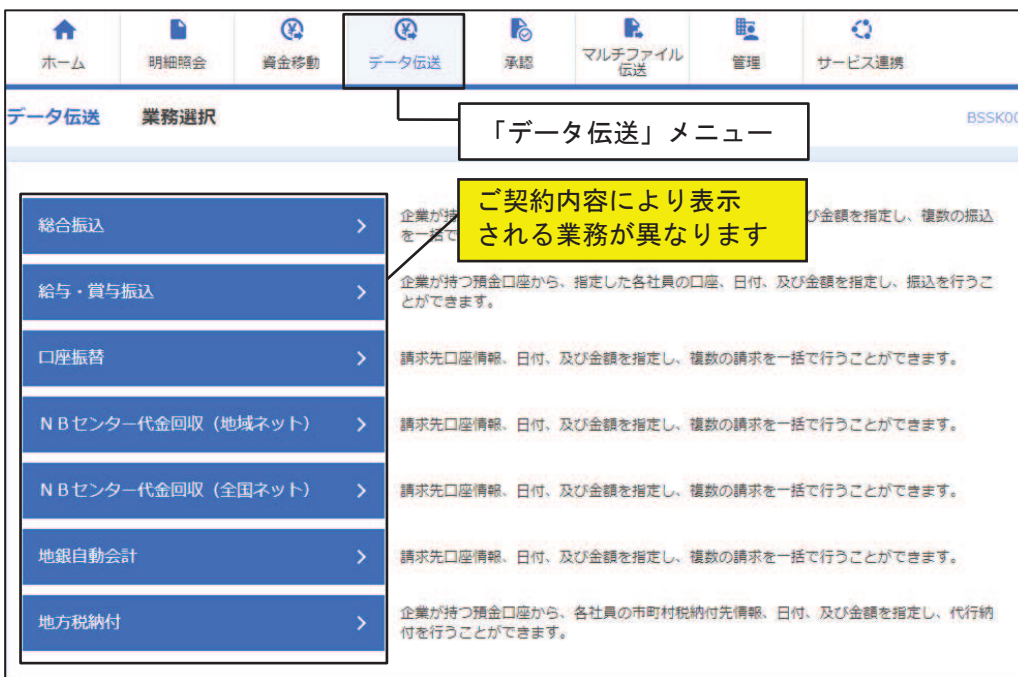 ホーム
明細照会
資金移動
データ伝送
承認
マルチファイル
伝送
管理
サービス連携
データ伝送 業務選択
BSSK00
「データ伝送」メニュー
ご契約内容により表示
される業務が異なります
総合振込
企業が持 び金額を指定し、複数の振込
を一括で
給与・賞与振込
企業が持つ預金口座から、指定した各社員の口座、日付、及び金額を指定し、振込を行うこ
とができます。
口座振替
請求先口座情報、日付、及び金額を指定し、複数の請求を一括で行うことができます。
NBセンター代金回収(地域ネット)
請求先口座情報、日付、及び金額を指定し、複数の請求を一括で行うことができます。
NBセンター代金回収(全国ネット)
請求先口座情報、日付、及び金額を指定し、複数の請求を一括で行うことができます。
地銀自動会計
請求先口座情報、日付、及び金額を指定し、複数の請求を一括で行うことができます。
地方税納付
企業が持つ預金口座から、各社員の市町村税納付先情報、日付、及び金額を指定し、代行納
付を行うことができます。